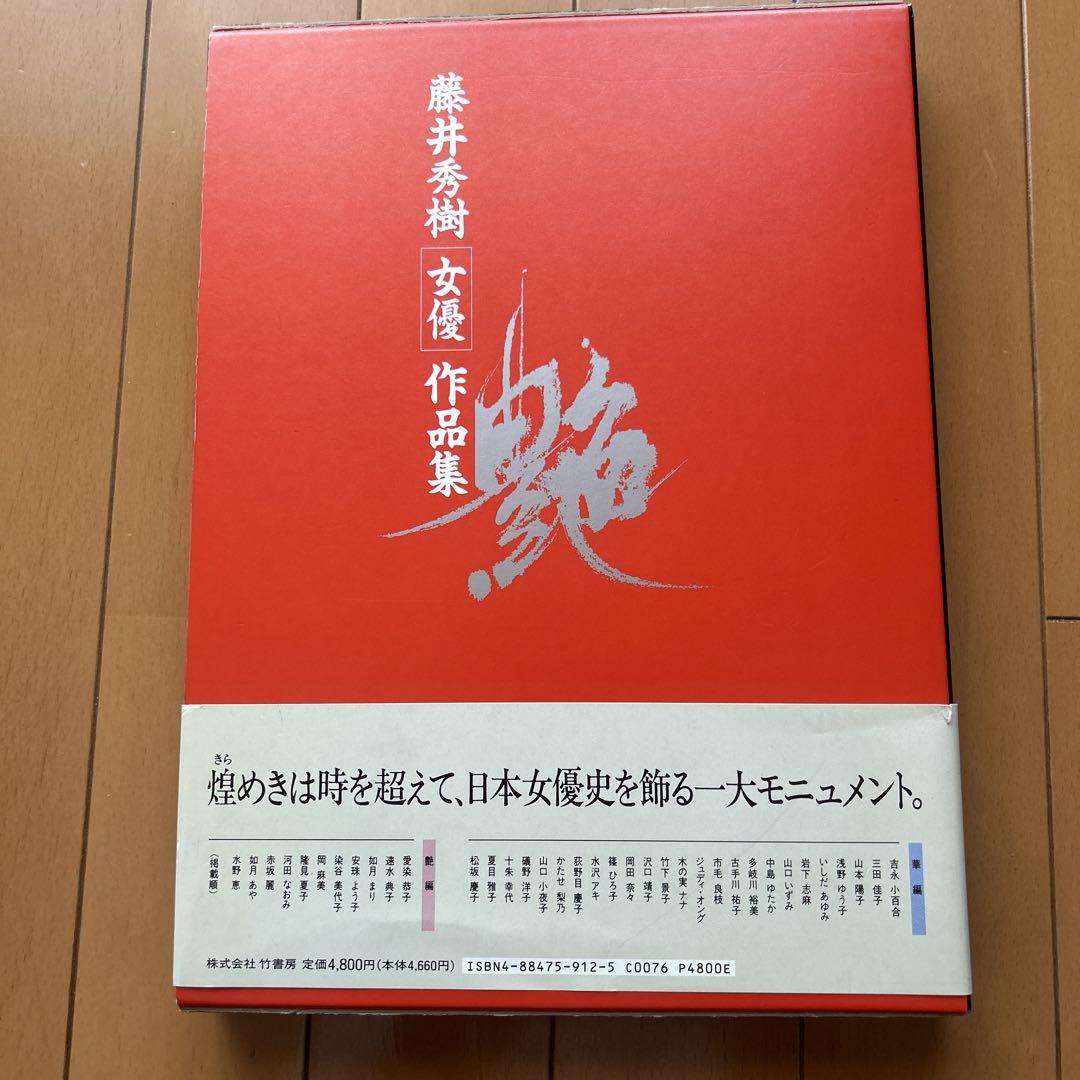 藤井秀樹 女優 作品集
艶
煌めきは時を超えて、日本女優史を飾る一大モニュメント。
きら
華編
吉永 小百合
三田 佳子
山本 陽子
浅野 ゆう子
いしだ あゆみ
岩下 志麻
山口 いずみ
中島 ゆたか
多岐川 裕美
古手川 祐子
市毛 良枝
ジュディ・オング
木の実 ナナ
竹下 景子
沢口 靖子
岡田 奈々
篠 ひろ子
水沢 アキ
荻野目 慶子
かたせ 梨乃
山口 小夜子
磯野 洋子
十朱 幸代
夏目 雅子
松坂 慶子
艶編
愛染 恭子
速水 典子
如月 まり
安珠 よう子
染谷 美代子
岡 麻美
隆見 夏子
河田 なおみ
赤坂 麗
如月 あや
水野 恵
(掲載順)
株式会社 竹書房 定価4,800円(本体4,660円)
ISBN4-88475-912-5 C0076 P4800E